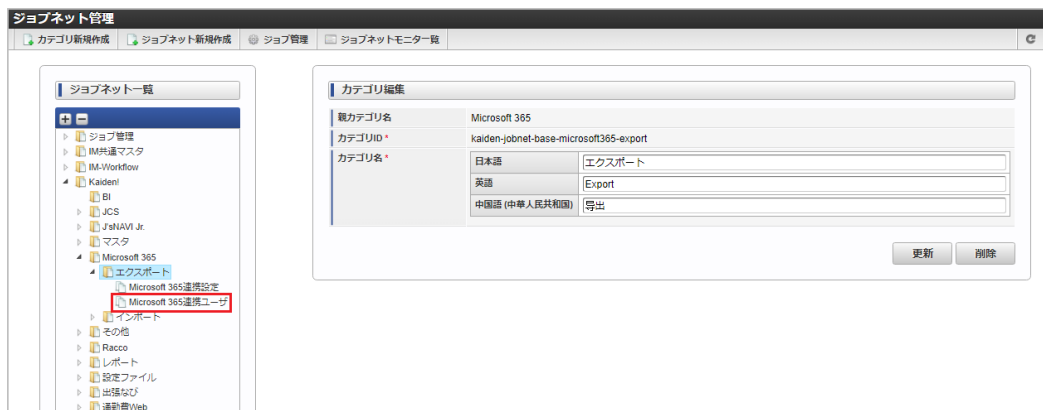 ジョブネット管理
カテゴリ新規作成 ジョブネット新規作成 ジョブ管理 ジョブネットモニタ一覧
ジョブネット一覧
ジョブ管理
IM共通マスタ
IM-Workflow
Kaiden!
BI
JCS
J'sNAVI Jr.
マスタ
Microsoft 365
エクスポート
Microsoft 365連携設定
Microsoft 365連携ユーザ
インポート
その他
Racco
レポート
設定ファイル
出張なび
通勤費Web
カテゴリ編集
親カテゴリ名 Microsoft 365
カテゴリID * kaiden-jobnet-base-microsoft365-export
カテゴリ名 *
日本語 エクスポート
英語 Export
中国語 (中華人民共和国) 导出
更新 削除